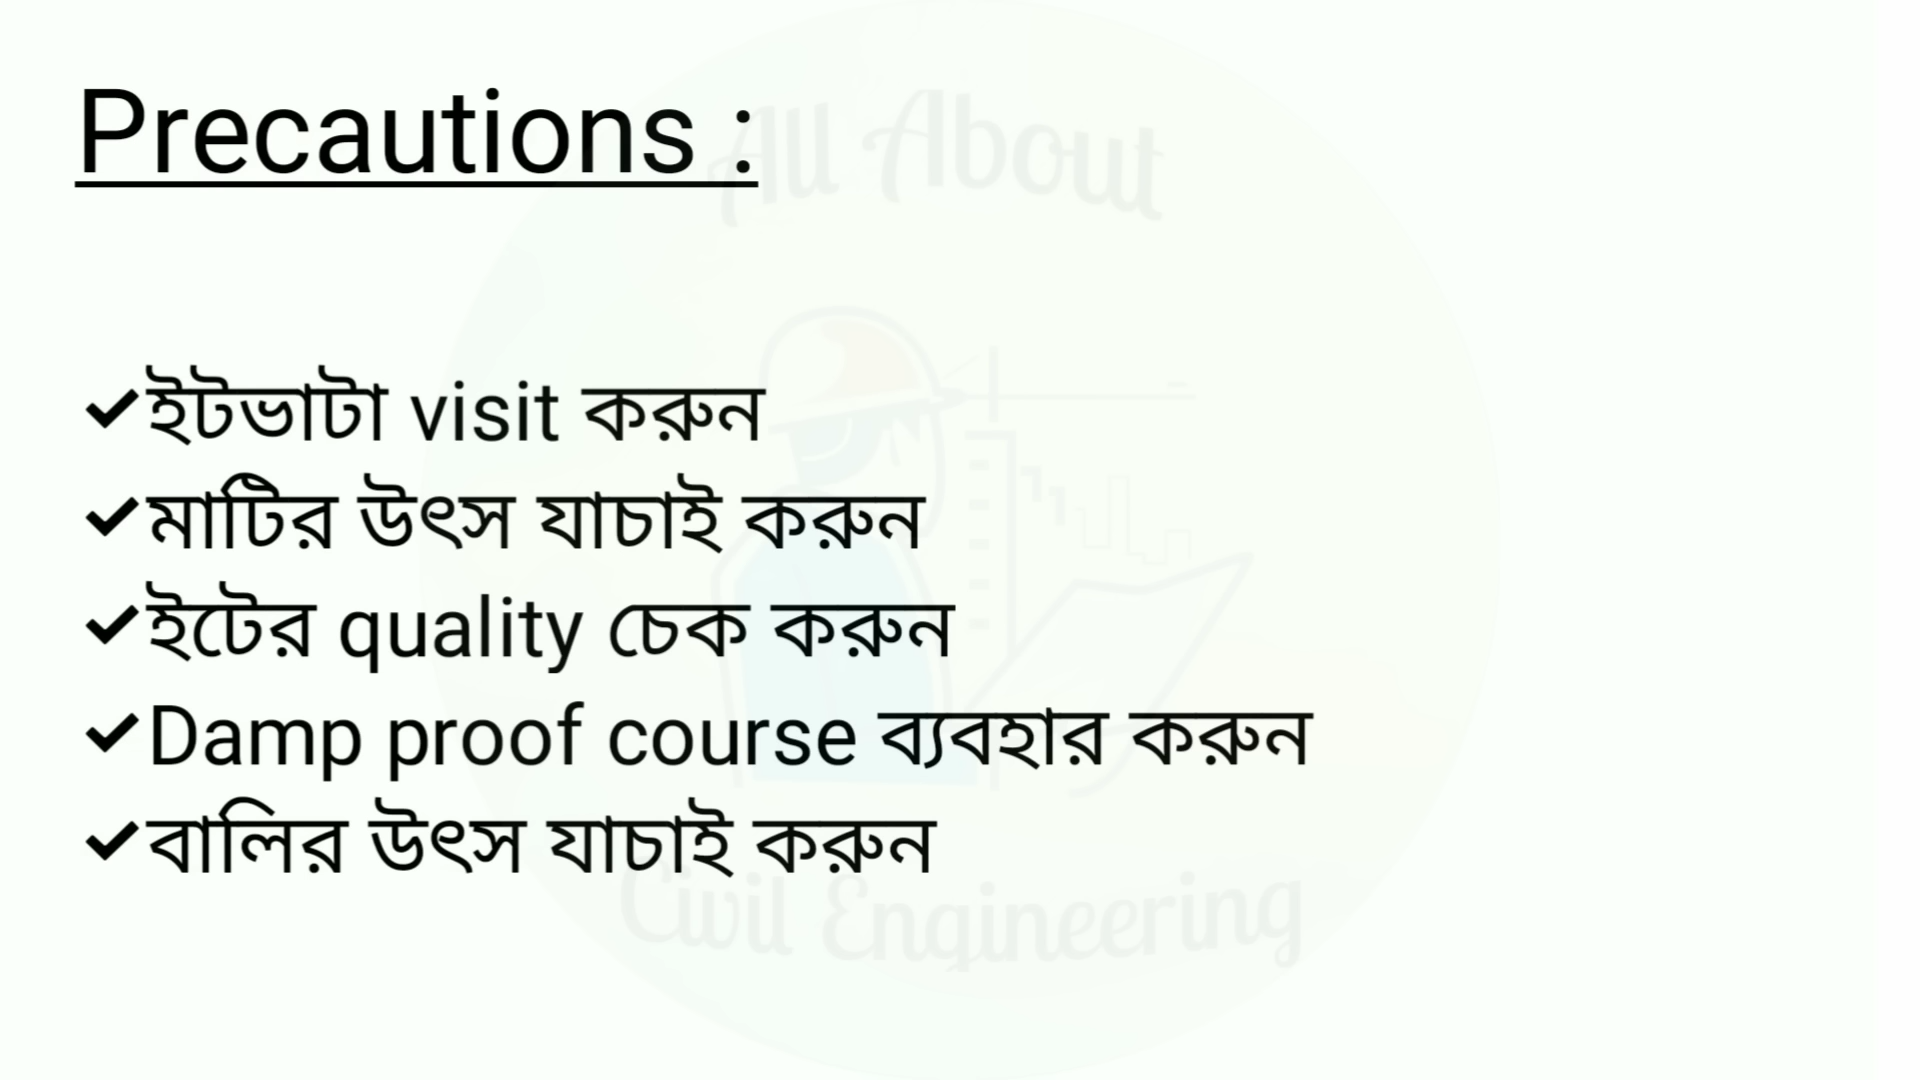 Precautions :
All About
✔ইটভাটা visit করুন
✔মাটির উৎস যাচাই করুন
✔ইটের quality চেক করুন
✔Damp proof course ব্যবহার করুন
✔বালির উৎস যাচাই করুন
Civil Engineering